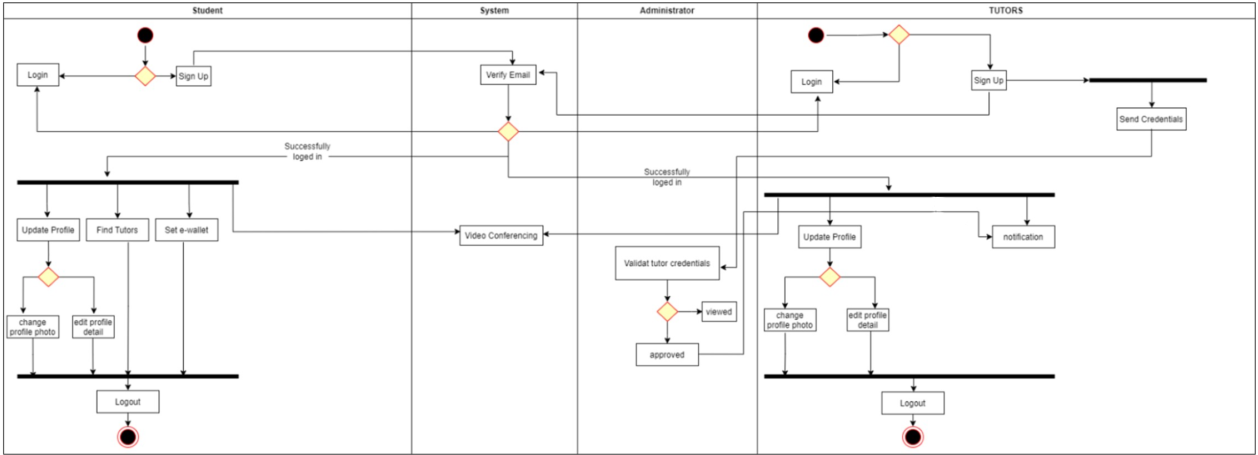 Student
System
Administrator
TUTORS
Login
Sign Up
Verify Email
Login
Sign Up
Send Credentials
Successfully
loged in
Successfully
loged in
Update Profile
Find Tutors
Set e-wallet
Video Conferencing
Validat tutor credentials
Update Profile
notification
change
profile photo
edit profile
detail
viewed
approved
change
profile photo
edit profile
detail
Logout
Logout